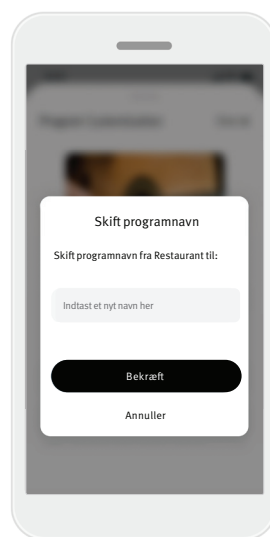 Skift programnavn
Skift programnavn fra Restaurant til:
Indtast et nyt navn her
Bekræft
Annuller